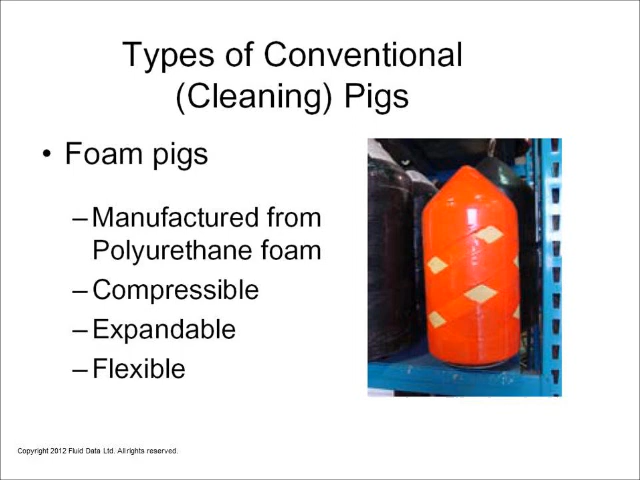 Types of Conventional
(Cleaning) Pigs
• Foam pigs
– Manufactured from
Polyurethane foam
– Compressible
– Expandable
– Flexible
Copyright 2012 Fluid Data Ltd. All rights reserved.